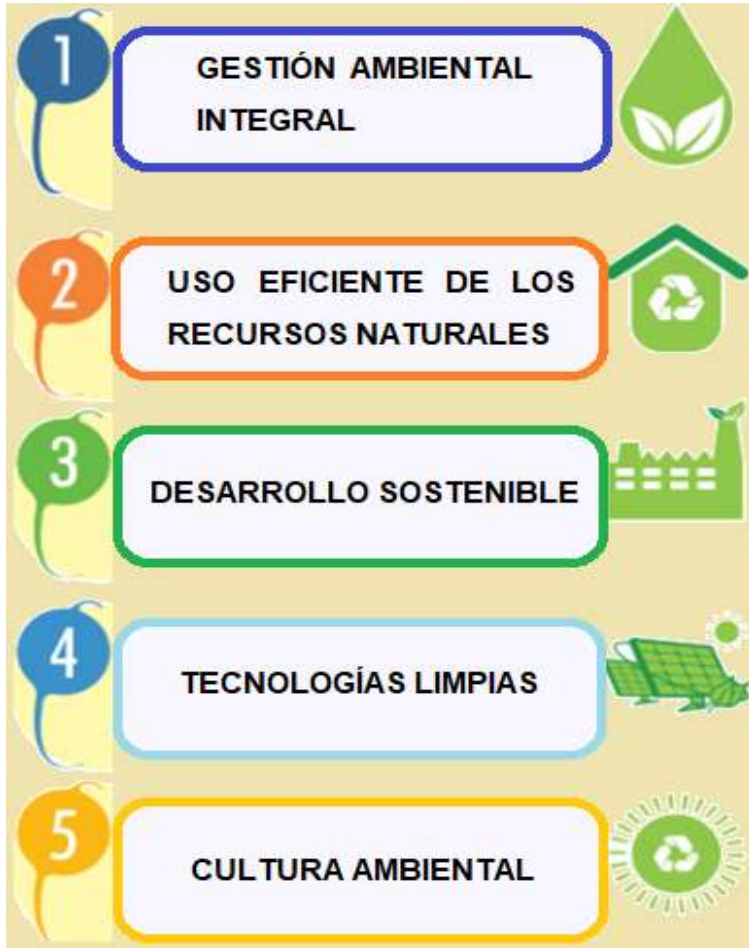 1
GESTIÓN AMBIENTAL
INTEGRAL
2
USO EFICIENTE DE LOS
RECURSOS NATURALES
3
DESARROLLO SOSTENIBLE
4
TECNOLOGÍAS LIMPIAS
5
CULTURA AMBIENTAL